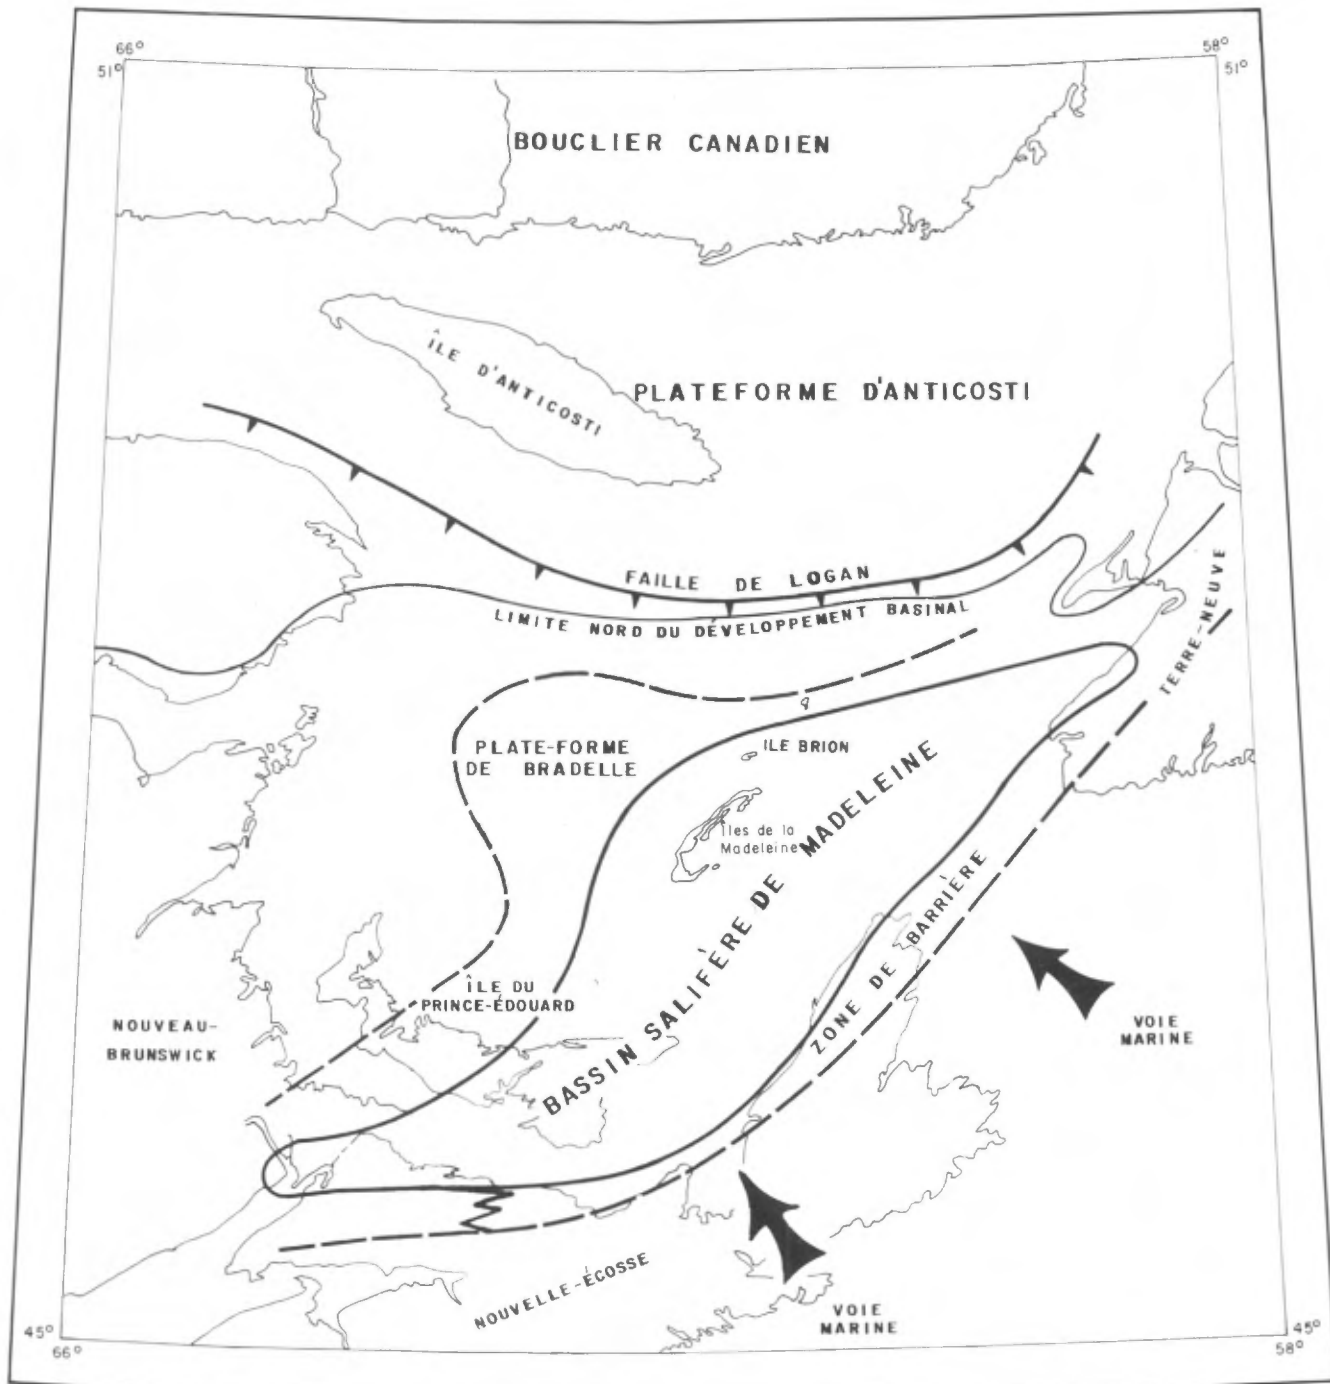 66°
58°
51°
51°
BOUCLIER CANADIEN
ÎLE D'ANTICOSTI
PLATEFORME D'ANTICOSTI
FAILLE DE LOGAN
LIMITE NORD DU DÉVELOPPEMENT BASINAL
TERRE-NEUVE
PLATE-FORME
DE BRADELLE
ILE BRION
Îles de la
Madeleine
BASSIN SALIFÈRE DE MADELEINE
ZONE DE BARRIÈRE
ÎLE DU
PRINCE-ÉDOUARD
NOUVEAU-
BRUNSWICK
VOIE
MARINE
NOUVELLE-ÉCOSSE
VOIE
MARINE
45°
45°
66°
58°